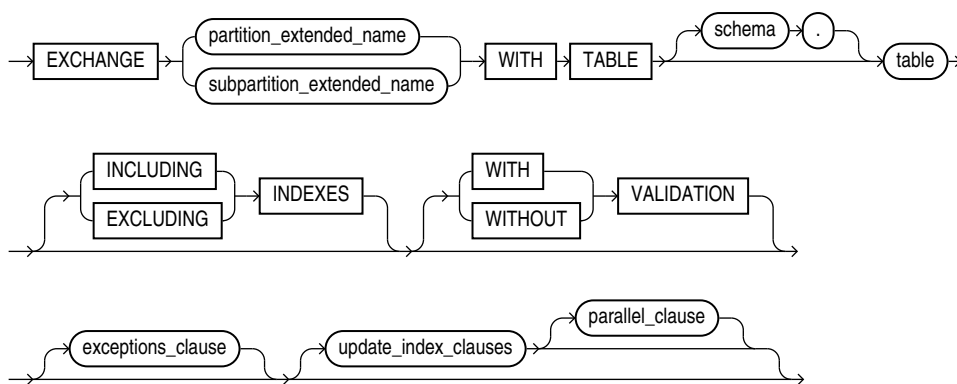 partition_extended_name schema .
EXCHANGE WITH TABLE table
subpartition_extended_name
INCLUDING WITH
INDEXES VALIDATION
EXCLUDING WITHOUT
parallel_clause
exceptions_clause update_index_clauses